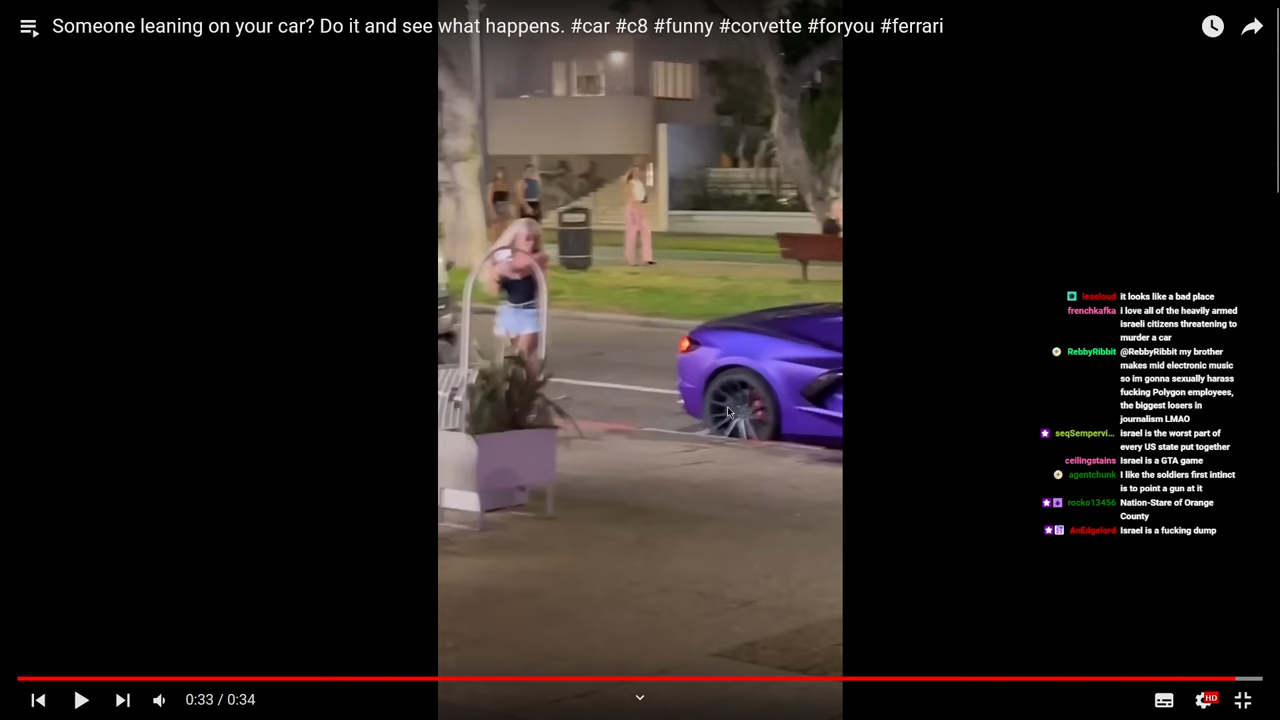 Someone leaning on your car? Do it and see what happens. #car #c8 #funny #corvette #foryou #ferrari
lessloud it looks like a bad place
frenchkafka I love all of the heavily armed
israeli citizens threatening to
murder a car
RebbyRibbit @RebbyRibbit my brother
makes mid electronic music
so im gonna sexually harass
fucking Polygon employees,
the biggest losers in
journalism LMAO
seqSempervi... israel is the worst part of
every US state put together
ceilingstains Israel is a GTA game
agentchunk I like the soldiers first intinct
is to point a gun at it
rocko13456 Nation-Stare of Orange
County
AnEdgelord Israel is a fucking dump
0:33 / 0:34
HD